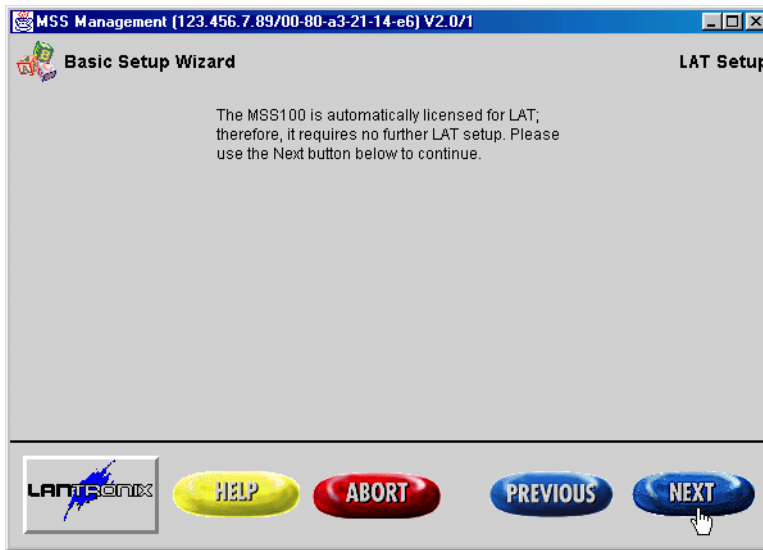 MSS Management (123.456.7.89/00-80-a3-21-14-e6) V2.0/1
Basic Setup Wizard
LAT Setup
The MSS100 is automatically licensed for LAT;
therefore, it requires no further LAT setup. Please
use the Next button below to continue.
LANTRONIX
HELP
ABORT
PREVIOUS
NEXT